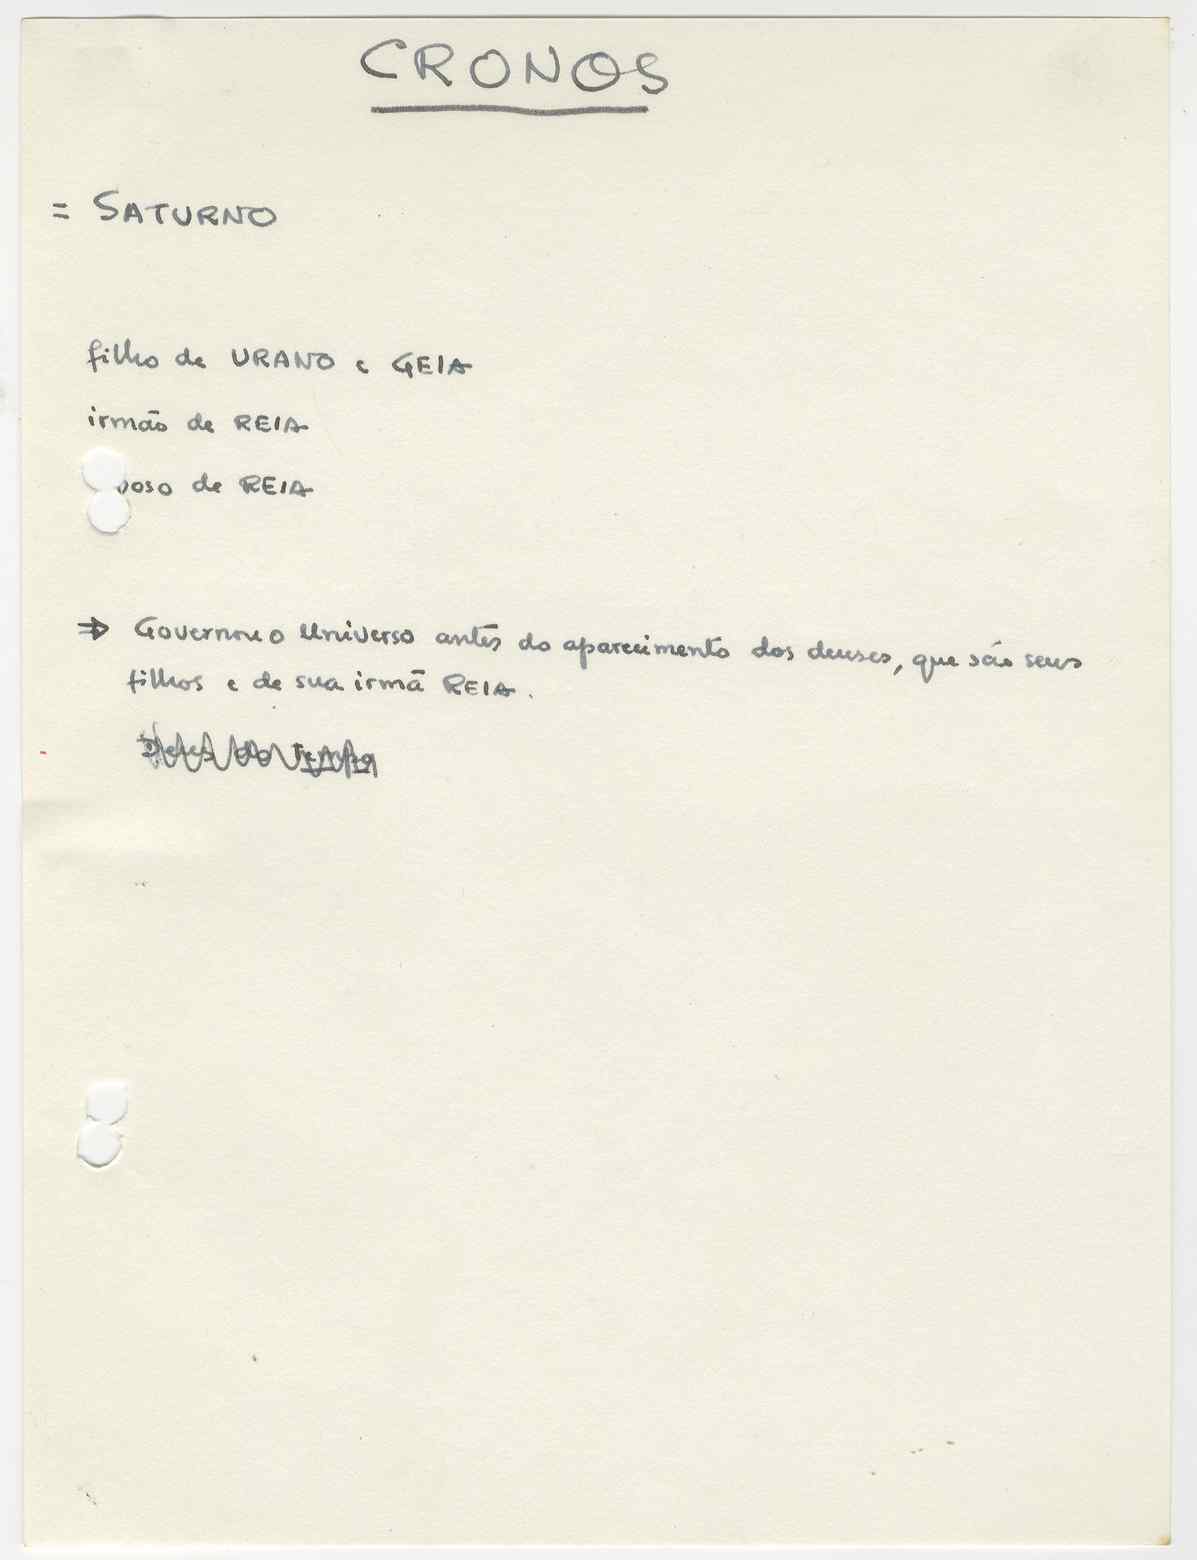 CRONOS
= SATURNO
filho de URANO e GEIA
irmão de REIA
poso de REIA
⇒ Governou o Universo antes do aparecimento dos deuses, que são seus
filhos e de sua irmã REIA.